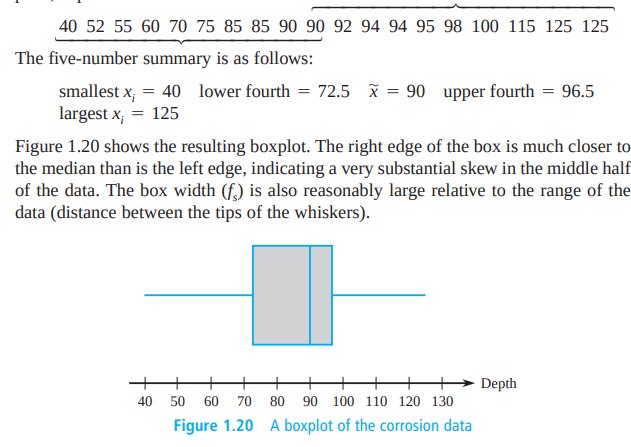 40 52 55 60 70 75 85 85 90 90 92 94 94 95 98 100 115 125 125
The five-number summary is as follows:
smallest xᵢ = 40 lower fourth = 72.5 x̃ = 90 upper fourth = 96.5
largest xᵢ = 125
Figure 1.20 shows the resulting boxplot. The right edge of the box is much closer to
the median than is the left edge, indicating a very substantial skew in the middle half
of the data. The box width (fₛ) is also reasonably large relative to the range of the
data (distance between the tips of the whiskers).
Depth
40 50 60 70 80 90 100 110 120 130
Figure 1.20 A boxplot of the corrosion data